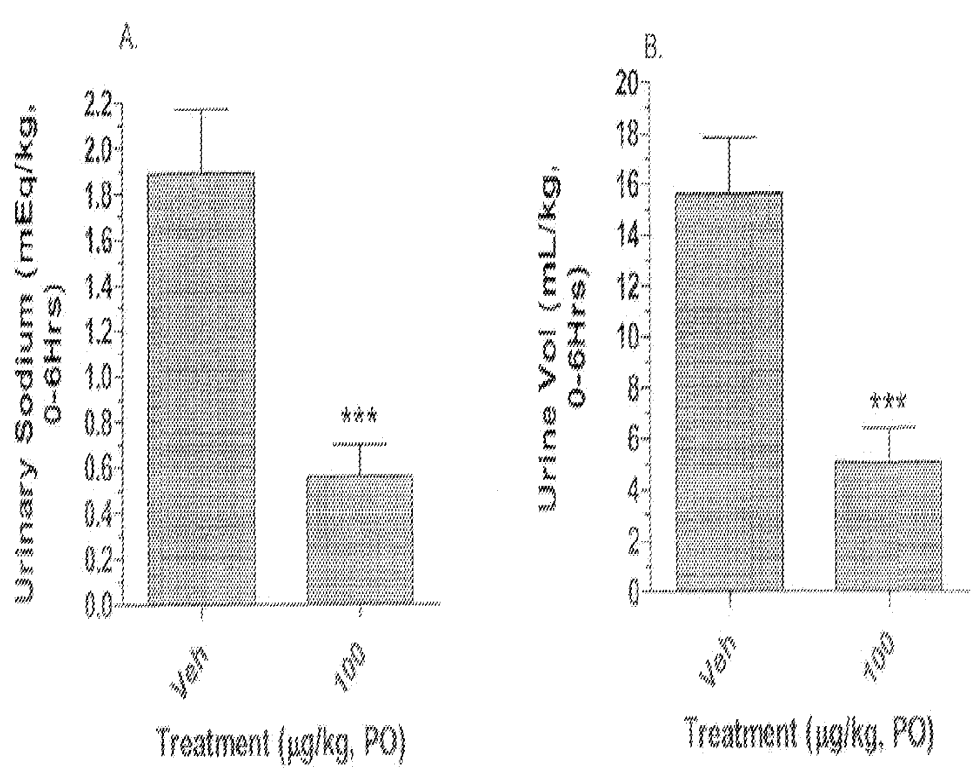 A.
Urinary Sodium (mEq/kg,
0-6Hrs)
2.2
2.0
1.8
1.6
1.4
1.2
1.0
0.8
0.6
0.4
0.2
0.0
***
Veh
100
Treatment (µg/kg, PO)
B.
Urine Vol (mL/kg,
0-6Hrs)
20
18
16
14
12
10
8
6
4
2
0
***
Veh
100
Treatment (µg/kg, PO)